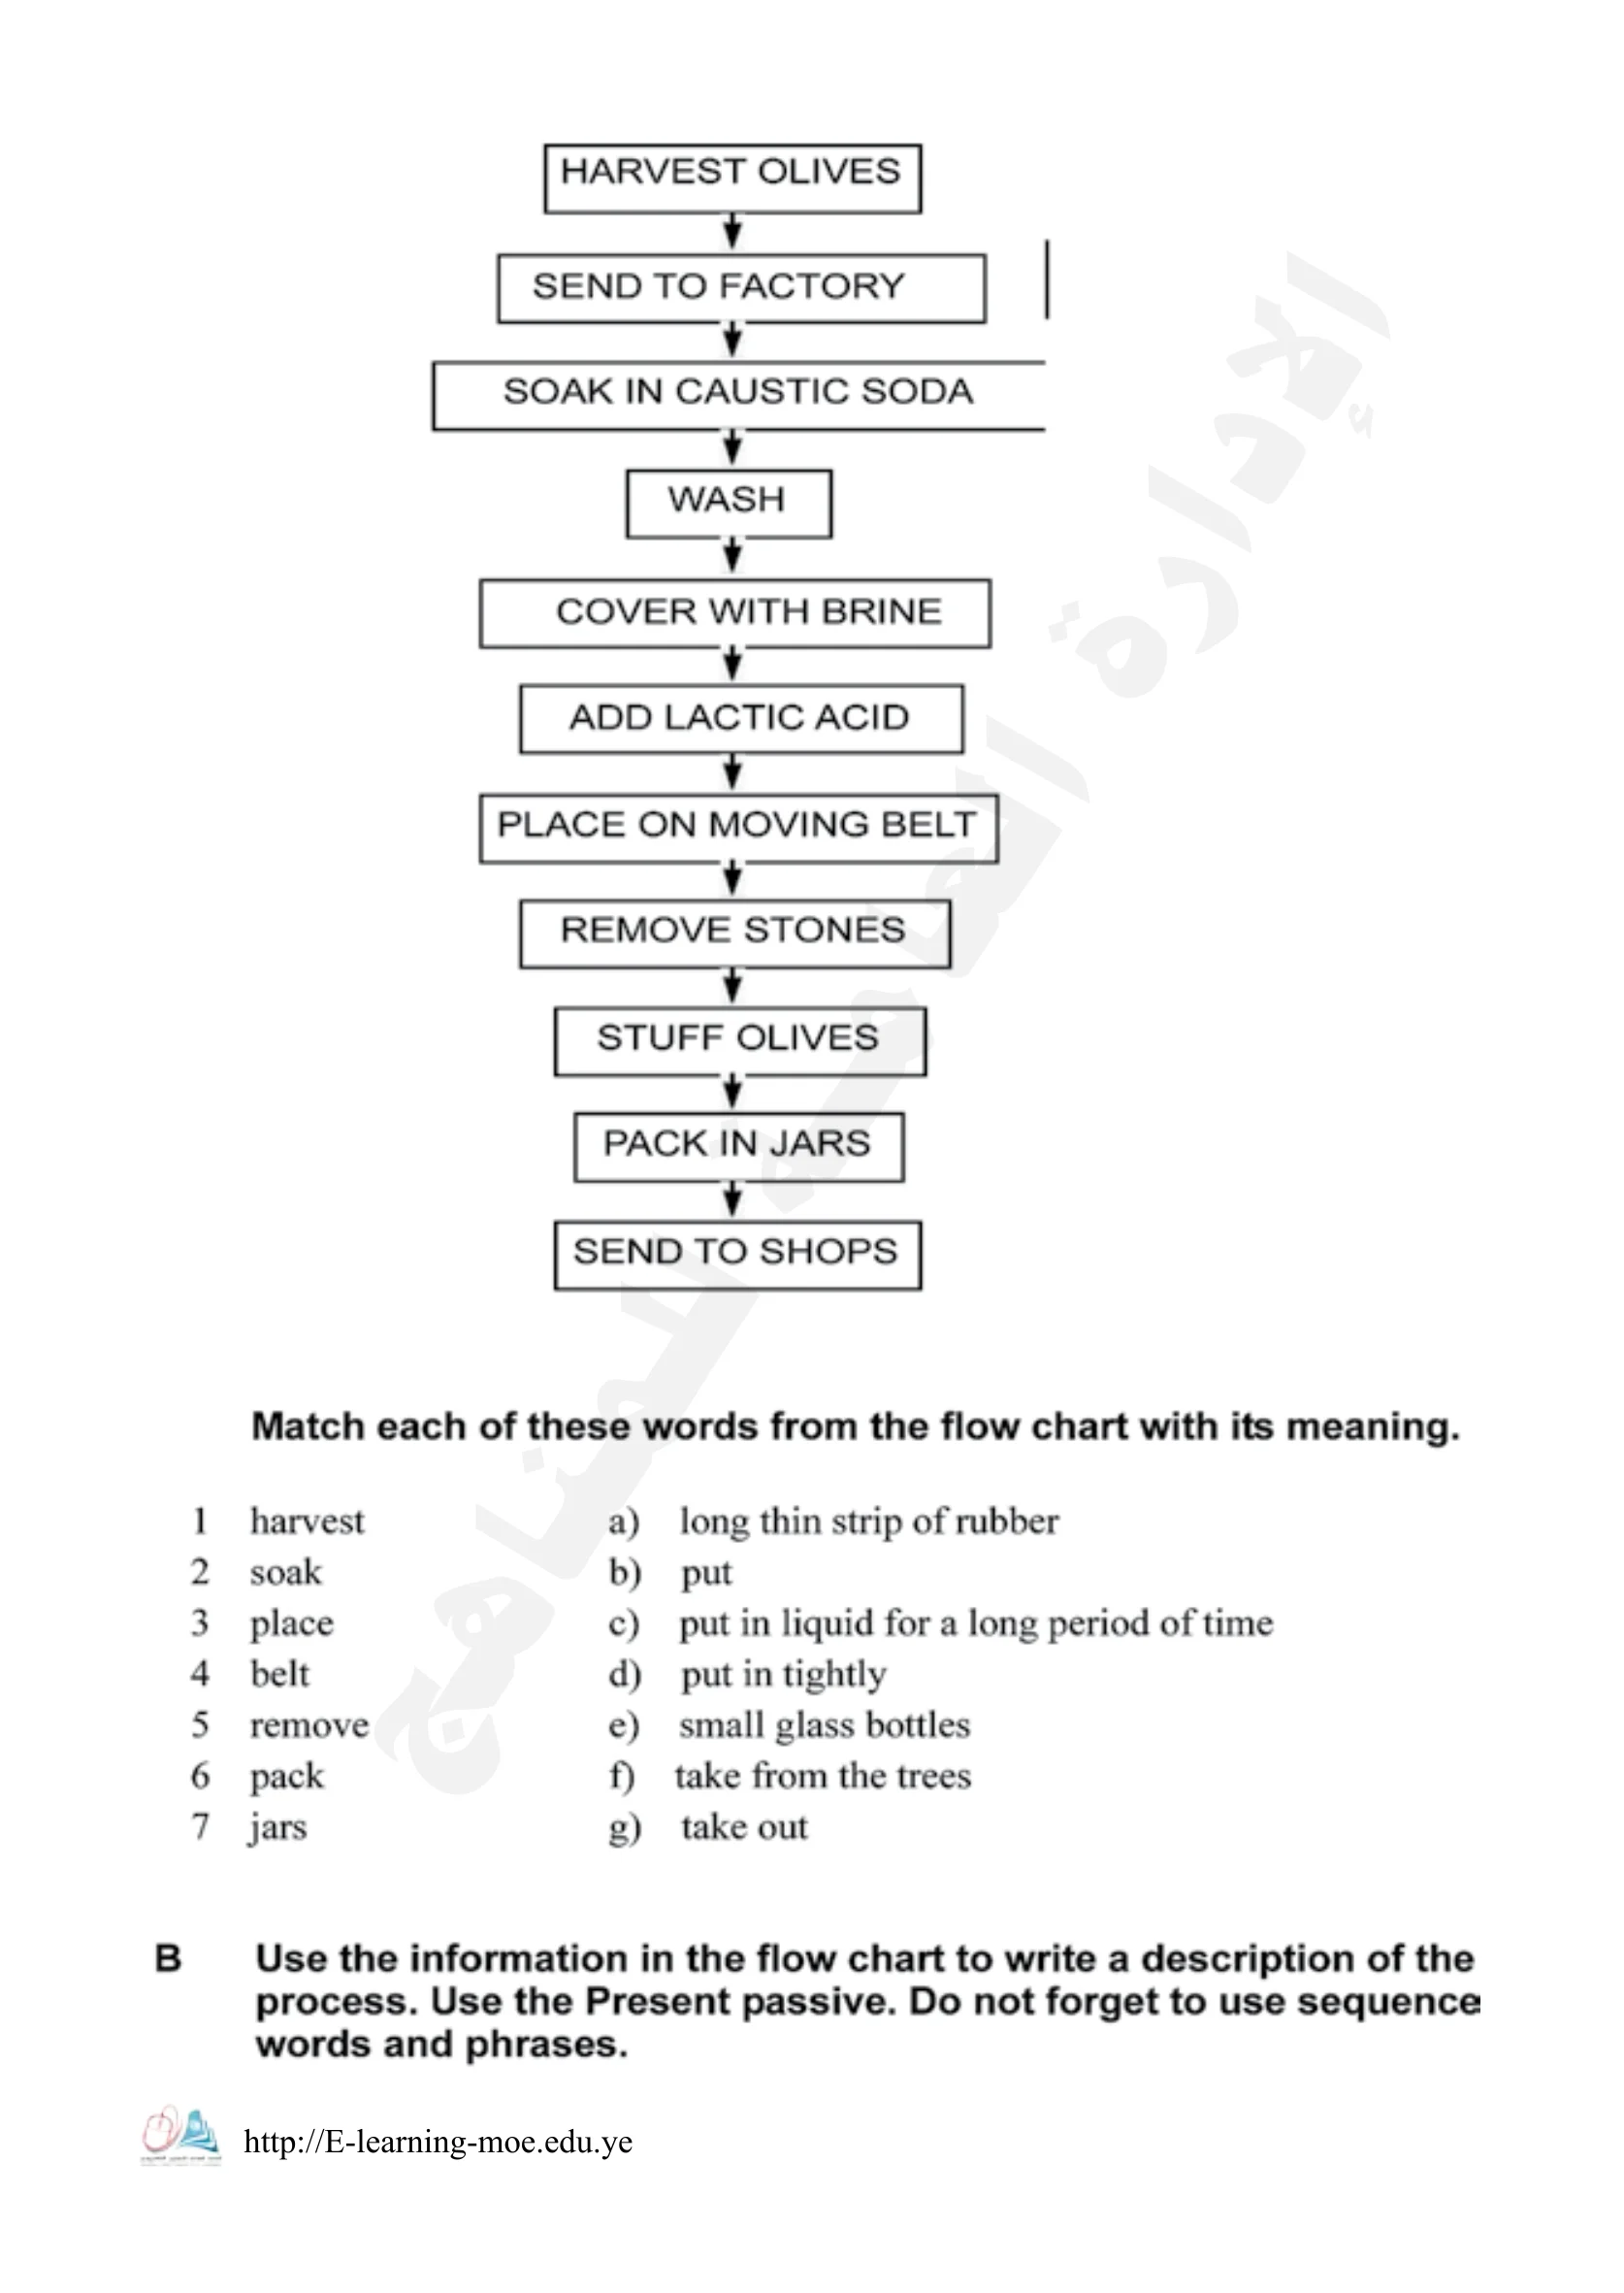 HARVEST OLIVES
SEND TO FACTORY
SOAK IN CAUSTIC SODA
WASH
COVER WITH BRINE
ADD LACTIC ACID
PLACE ON MOVING BELT
REMOVE STONES
STUFF OLIVES
PACK IN JARS
SEND TO SHOPS
الإدارة العامة للمناهج
Match each of these words from the flow chart with its meaning.
1 harvest a) long thin strip of rubber
2 soak b) put
3 place c) put in liquid for a long period of time
4 belt d) put in tightly
5 remove e) small glass bottles
6 pack f) take from the trees
7 jars g) take out
B Use the information in the flow chart to write a description of the
process. Use the Present passive. Do not forget to use sequence
words and phrases.
http://E-learning-moe.edu.ye